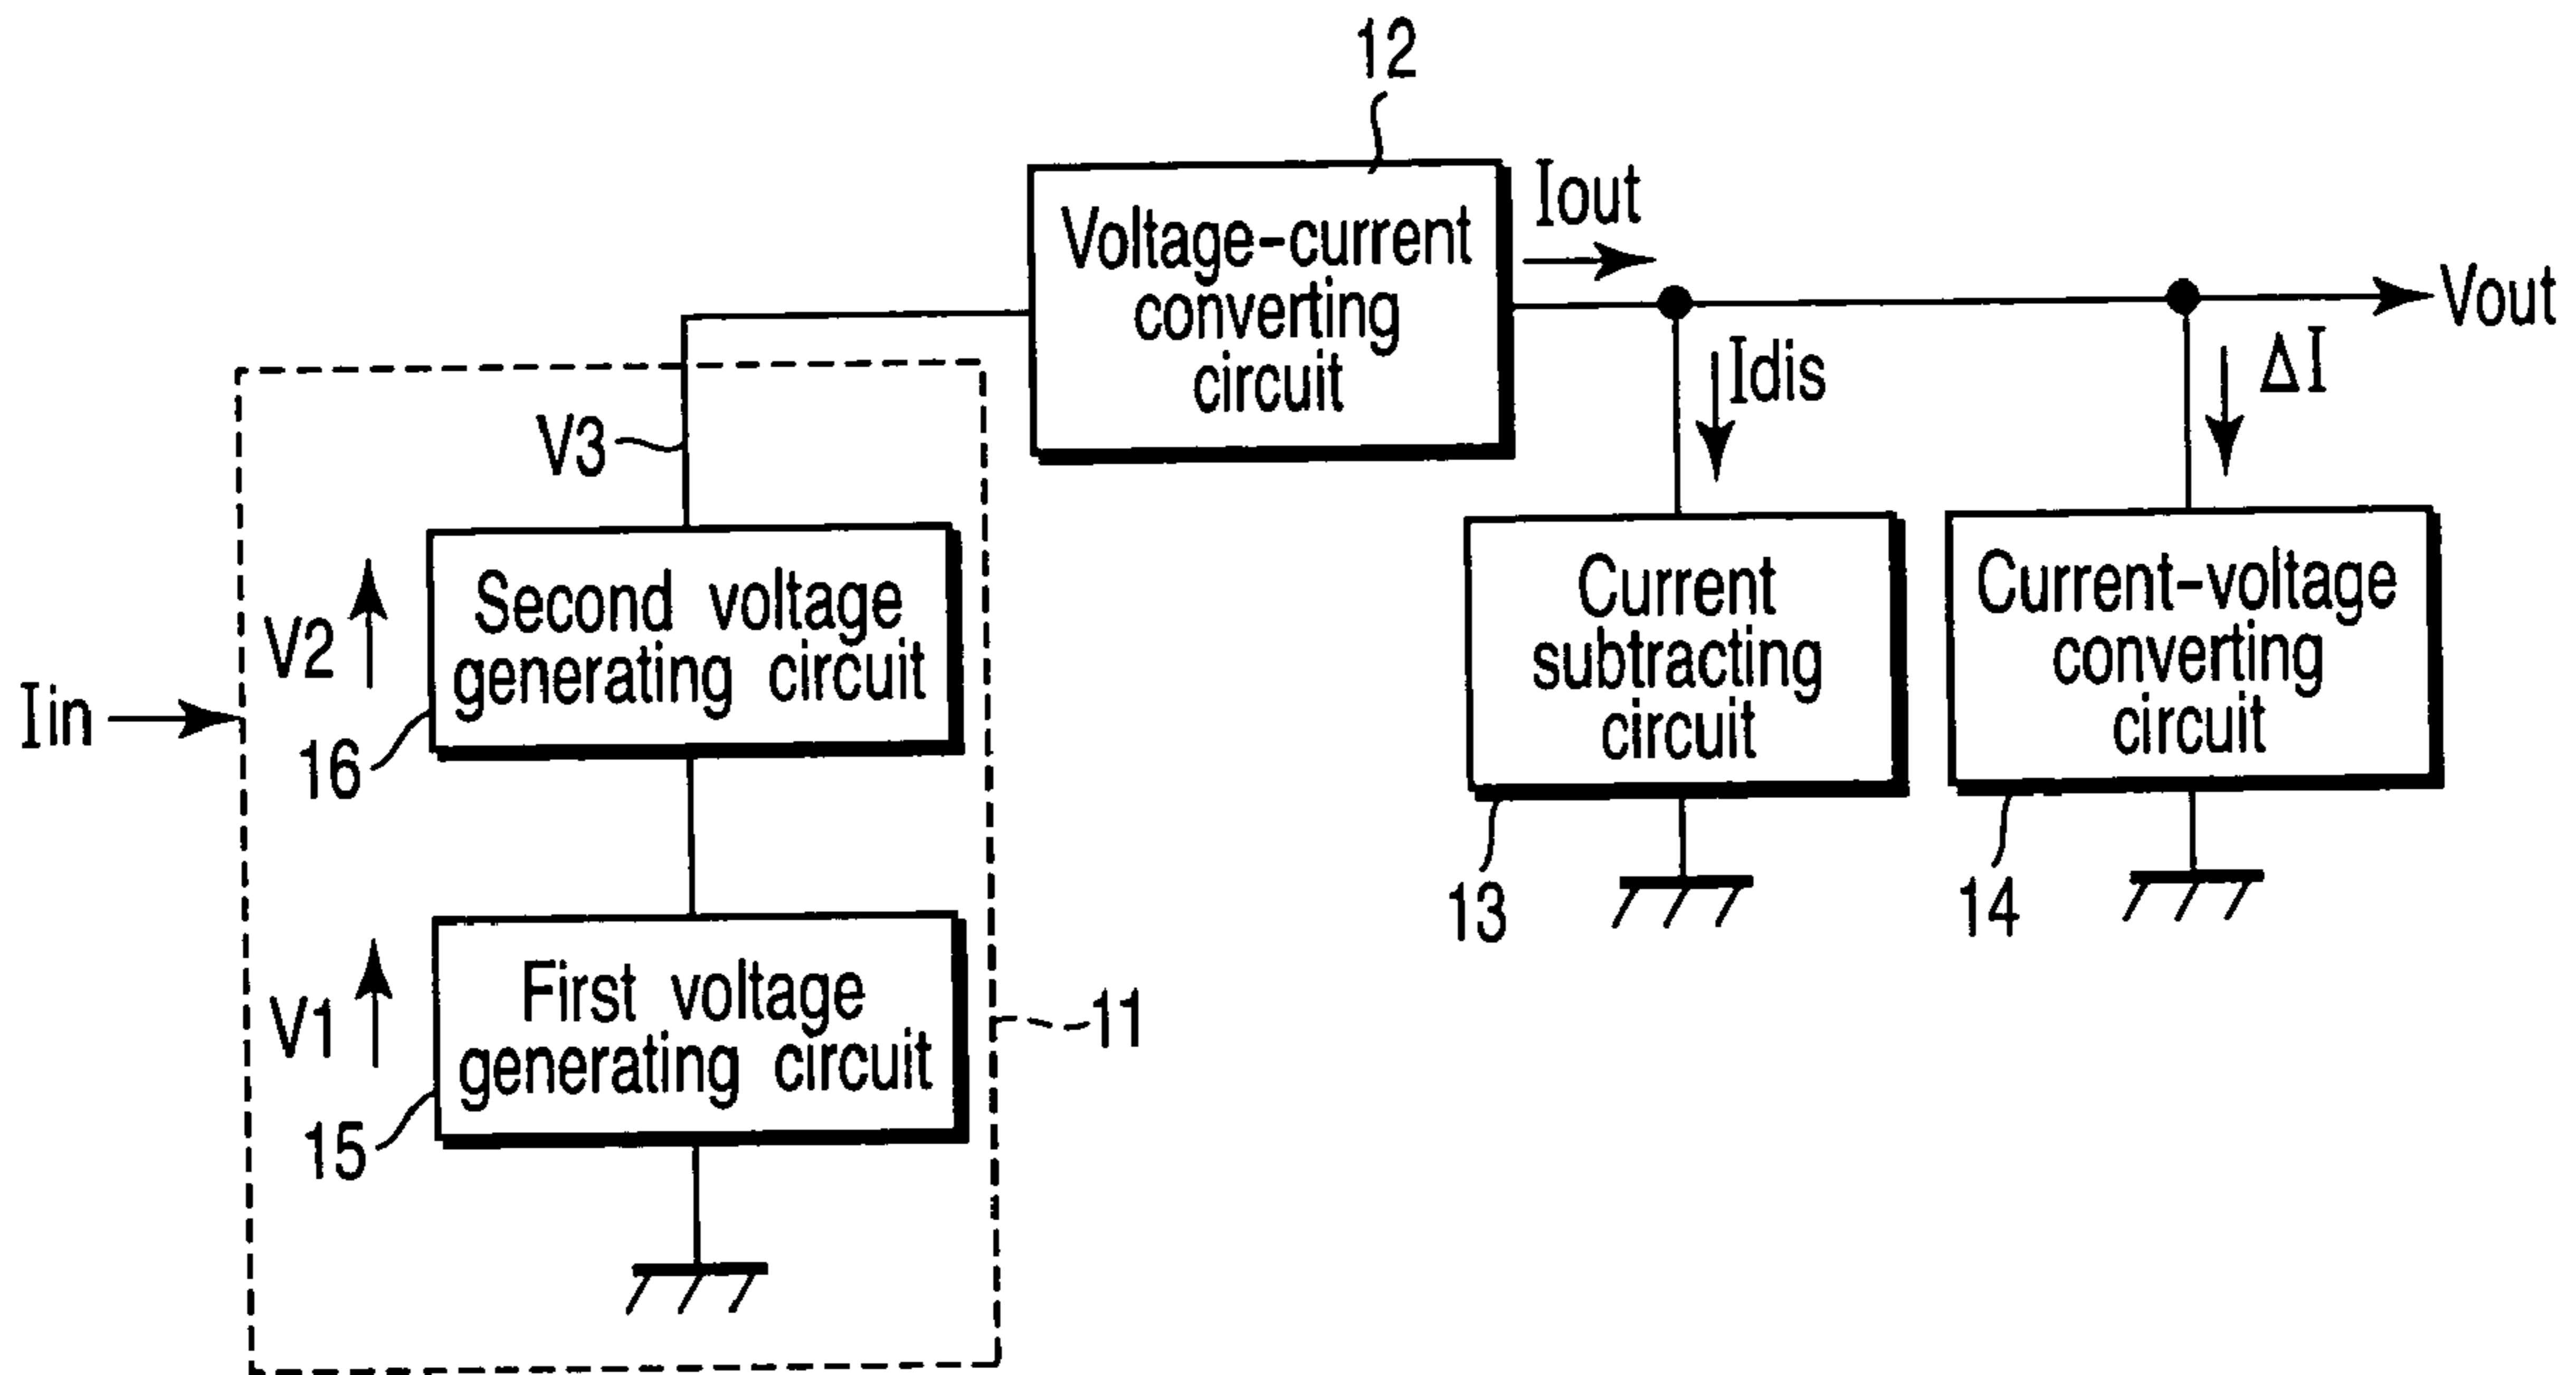 12
Voltage-current
converting
circuit
Iout
Vout
Idis
ΔI
V3
Second voltage
generating circuit
V2
16
Iin
Current
subtracting
circuit
13
Current-voltage
converting
circuit
14
First voltage
generating circuit
V1
15
11